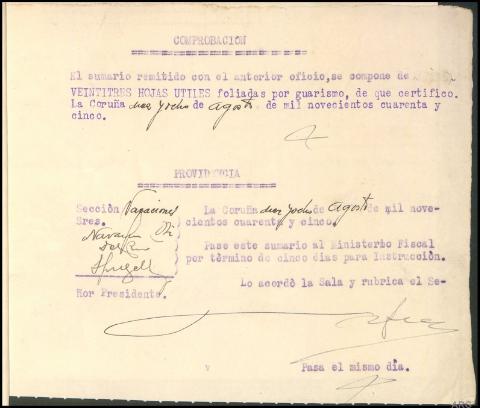 COMPROBACION
El sumario remitido con el anterior oficio, se compone de
VEINTITRES HOJAS UTILES foliadas por guarismo, de que certifico.
La Coruña diez y ocho de agosto de mil novecientos cuarenta y
cinco.
PROVIDENCIA
Sección Vacaciones
Sres.
La Coruña diez y ocho de agosto de mil nove-
cientos cuarenta y cinco.
Pase este sumario al Ministerio Fiscal
por término de cinco dias para Instrucción.
Lo acordó la Sala y rubrica el Se-
ñor Presidente.
Pasa el mismo dia.